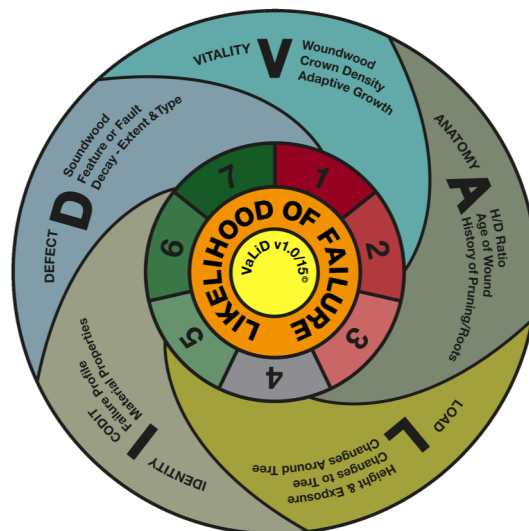 VITALITY
V
Woundwood
Crown Density
Adaptive Growth
ANATOMY
A
H/D Ratio
Age of Wound
History of Pruning/Roots
LOAD
L
Height & Exposure
Changes to Tree
Changes Around Tree
IDENTITY
I
CODIT
Failure Profile
Material Properties
DEFECT
D
Soundwood
Feature or Fault
Decay - Extent & Type
1
2
3
4
5
6
7
LIKELIHOOD OF FAILURE
VaLiD v1.0/15©